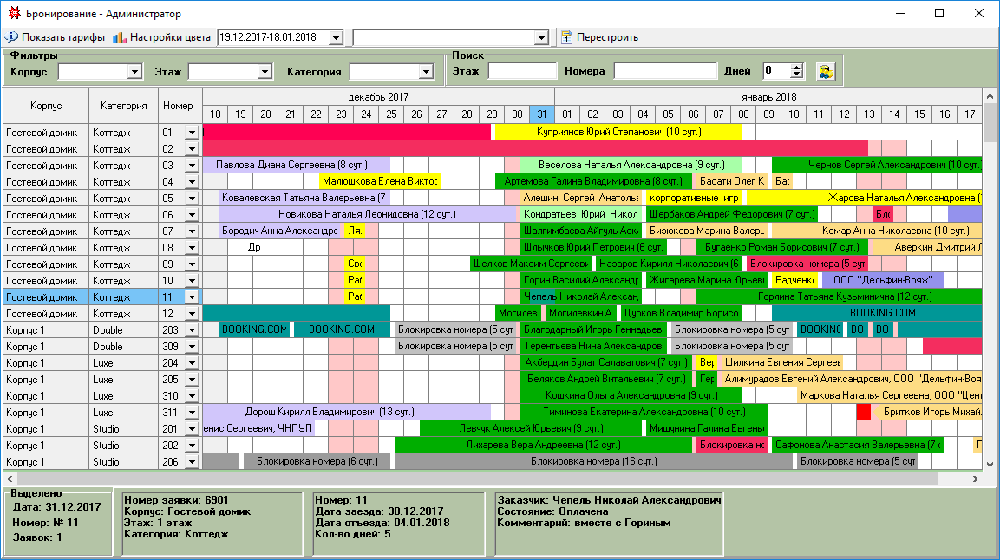 Бронирование - Администратор
Показать тарифы Настройки цвета 19.12.2017-18.01.2018 Перестроить
Фильтры Поиск
Корпус Этаж Категория Этаж Номера Дней 0
Корпус Категория Номер декабрь 2017 январь 2018
18 19 20 21 22 23 24 25 26 27 28 29 30 31 01 02 03 04 05 06 07 08 09 10 11 12 13 14 15 16 17
Гостевой домик Коттедж 01 Куприянов Юрий Степанович (10 сут.)
Гостевой домик Коттедж 02
Гостевой домик Коттедж 03 Павлова Диана Сергеевна (8 сут.) Веселова Наталья Александровна (9 сут.) Чернов Сергей Александрович (10 сут.
Гостевой домик Коттедж 04 Малюшкова Елена Виктор Артемова Галина Владимировна (8 сут.) Басати Олег К Бас
Гостевой домик Коттедж 05 Ковалевская Татьяна Валерьевна (7 Алешин Сергей Анатолье корпоративные игр Жарова Наталья Александровна (
Гостевой домик Коттедж 06 Новикова Наталья Леонидовна (12 сут.) Кондратьев Юрий Никол Щербаков Андрей Федорович (7 сут.) Бло
Гостевой домик Коттедж 07 Бородич Анна Александрс Ля. Шалгимбаева Айгуль Аск Бизюкова Марина Валерь Комар Анна Николаевна (10 сут.)
Гостевой домик Коттедж 08 Др Шлычков Юрий Петрович (6 сут.) Бугаенко Роман Борисович (7 сут.) Аверкин Дмитрий Л
Гостевой домик Коттедж 09 Све Шелков Максим Сергеевич Назаров Кирилл Николаевич (6 Блокировка номера (5 сут)
Гостевой домик Коттедж 10 Раб Горин Василий Александр Жигарева Марина Юрьевн Радченкс ООО "Дельфин-Вояж"
Гостевой домик Коттедж 11 Раб Чепель Николай Алексан Горлина Татьяна Кузьминична (12 сут.)
Гостевой домик Коттедж 12 Могилев Могилевкин А. Цурков Владимир Борисо BOOKING.COM
Корпус 1 Double 203 BOOKING.COM BOOKING.COM Блокировка номера (5 сут Благодарный Игорь Геннадьев Блокировка номера (5 сут BOOKING BO BO
Корпус 1 Double 309 Блокировка номера (5 сут Терентьева Нина Александров Блокировка номера (5 сут
Корпус 1 Luxe 204 Акбердин Булат Салаватович (7 сут.) Вер Шилкина Евгения Сергеев
Корпус 1 Luxe 205 Беляков Андрей Витальевич (7 сут.) Гер Алимурадов Евгений Александрович, ООО "Дельфин-Воя
Корпус 1 Luxe 310 Кошкина Ольга Александровна (9 сут.) Маркова Наталья Сергеевна, ООО "Цен
Корпус 1 Luxe 311 Дорош Кирилл Владимирович (13 сут.) Тиминова Екатерина Александровна (10 сут.) Бритков Игорь Михай.
Корпус 1 Studio 201 енис Сергеевич, ЧНПУП Левчук Алексей Юрьевич (9 сут.) Мишунина Галина Евгень
Корпус 1 Studio 202 Лихарева Вера Андреевна (12 сут.) Блокировка но Сафонова Анастасия Валерьевна (7 с
Корпус 1 Studio 206 Блокировка номера (6 сут.) Блокировка номера (16 сут.) Блокировка номера (5 сут
Выделено
Дата: 31.12.2017
Номер: № 11
Заявок: 1
Номер заявки: 6901
Корпус: Гостевой домик
Этаж: 1 этаж
Категория: Коттедж
Номер: 11
Дата заезда: 30.12.2017
Дата отъезда: 04.01.2018
Кол-во дней: 5
Заказчик: Чепель Николай Александрович
Состояние: Оплачена
Комментарий: вместе с Гориным